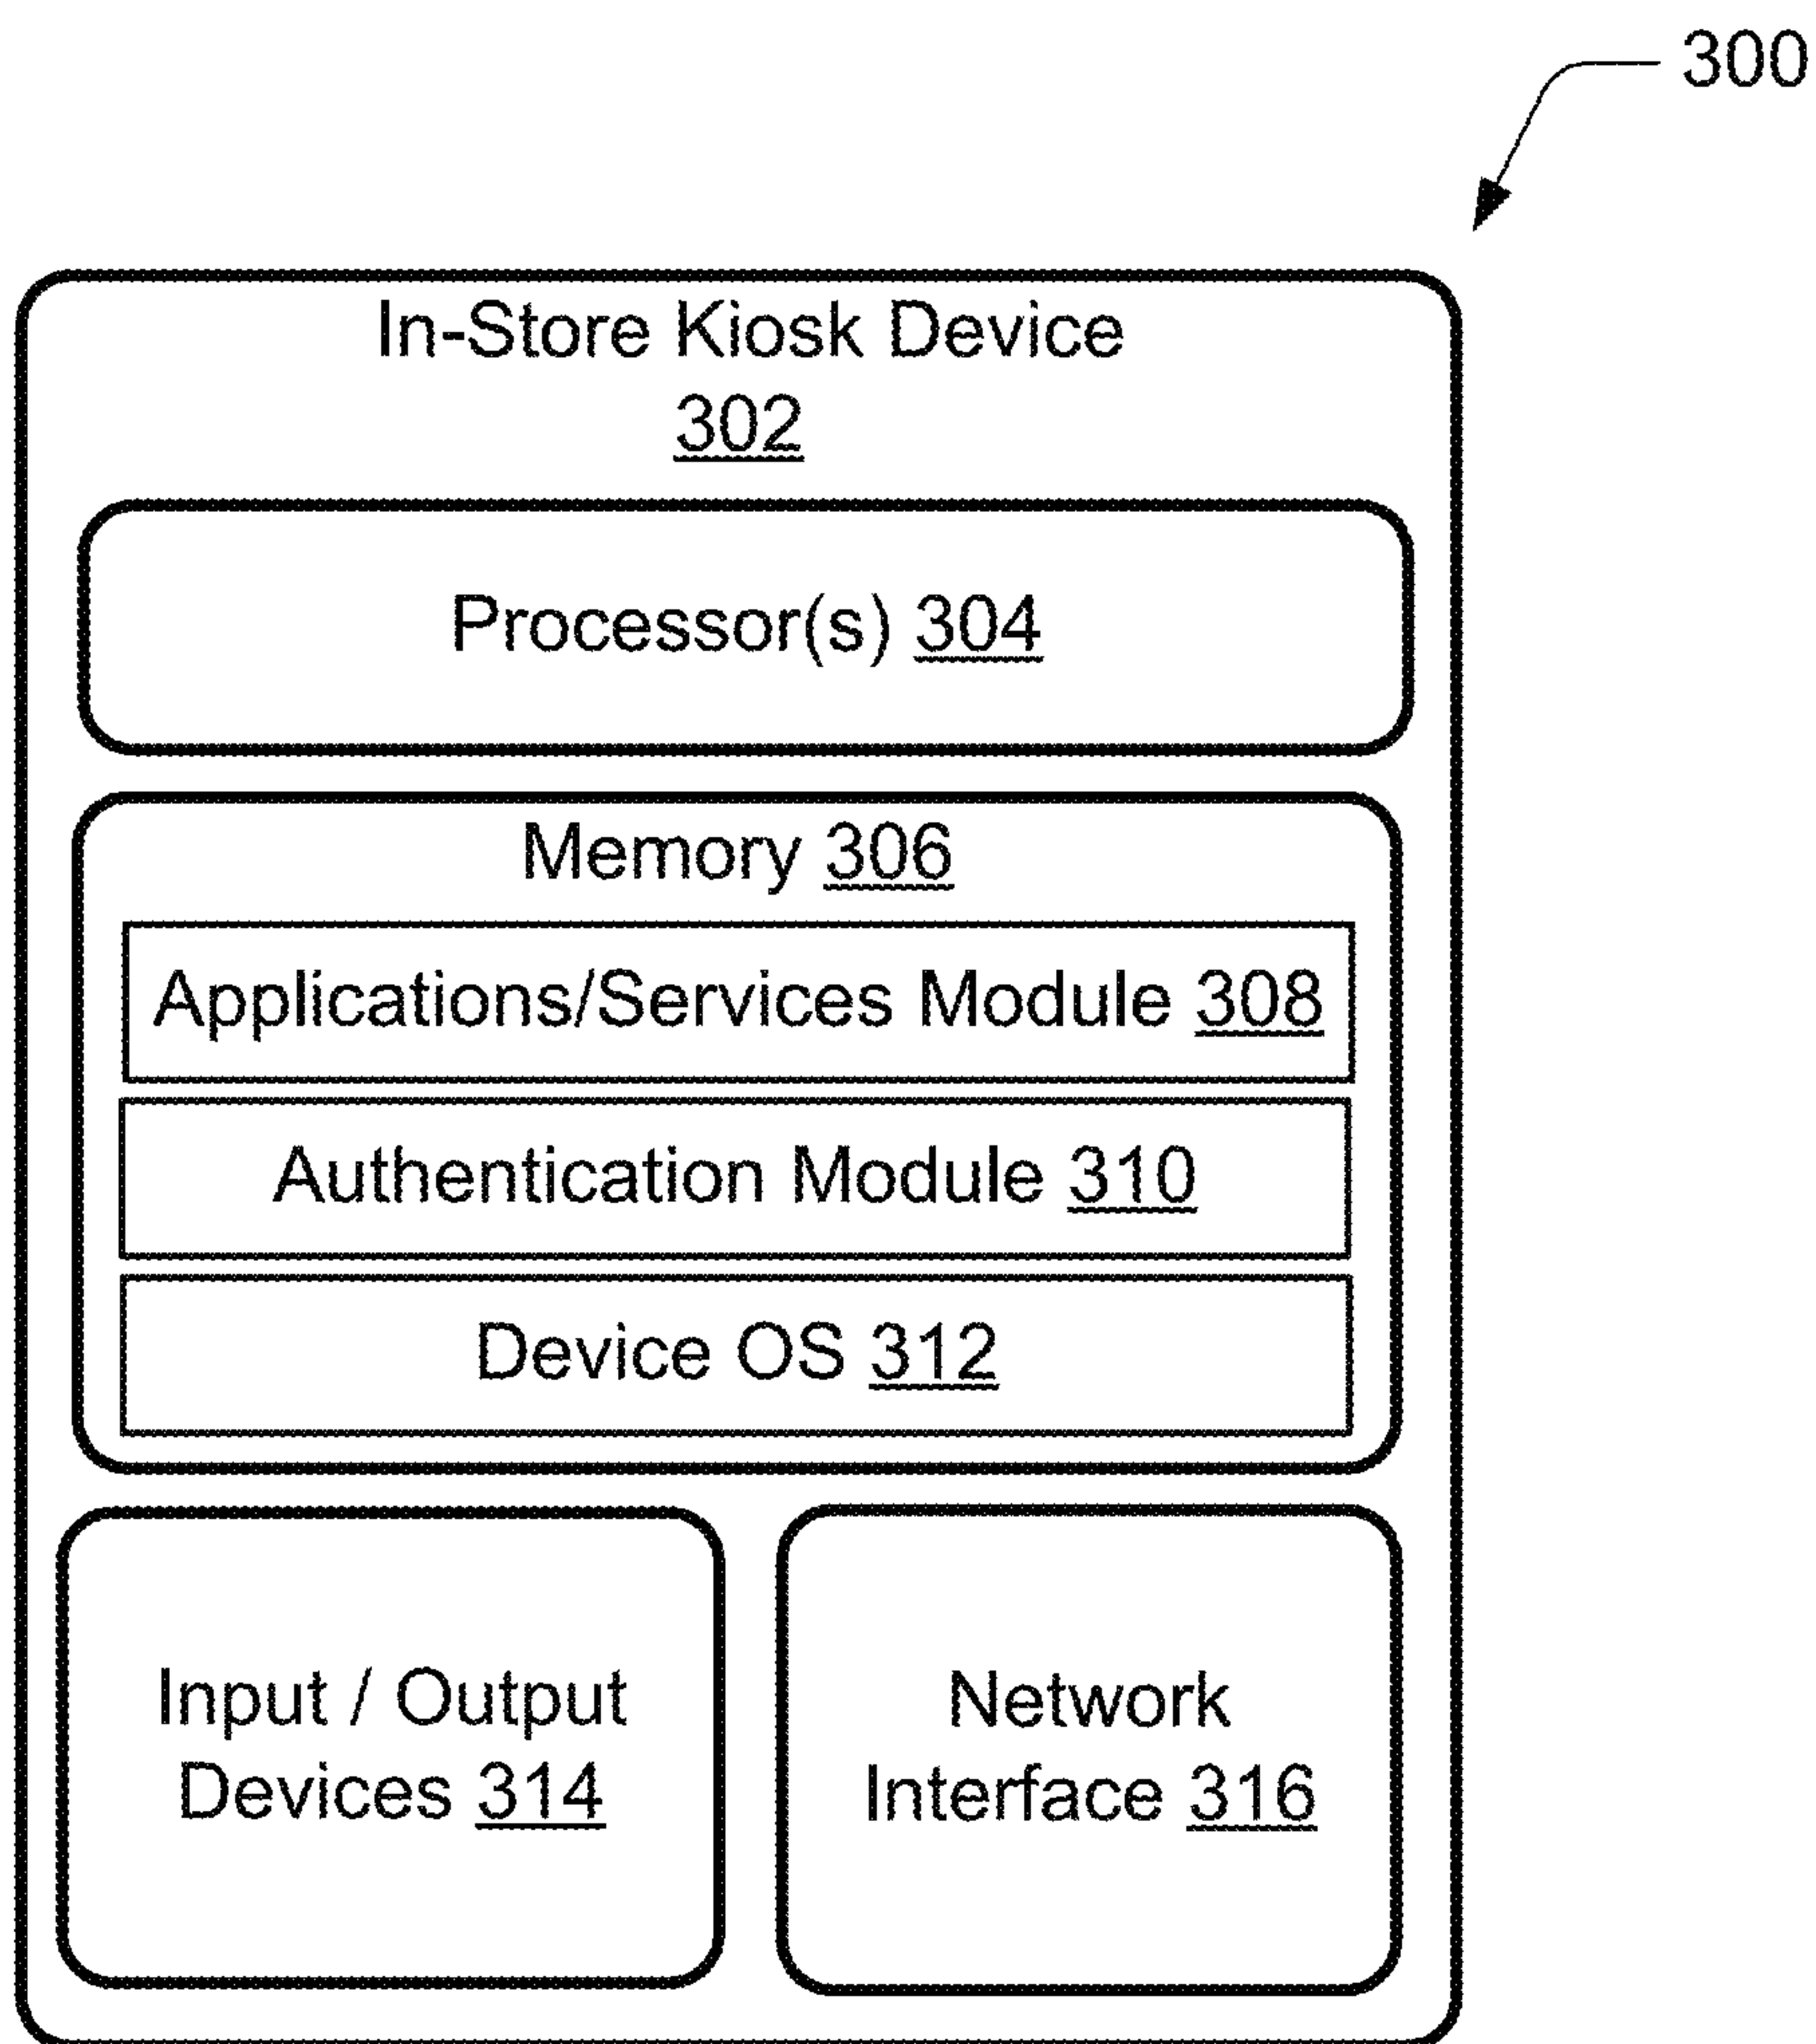 300
In-Store Kiosk Device
302
Processor(s) 304
Memory 306
Applications/Services Module 308
Authentication Module 310
Device OS 312
Input / Output
Devices 314
Network
Interface 316